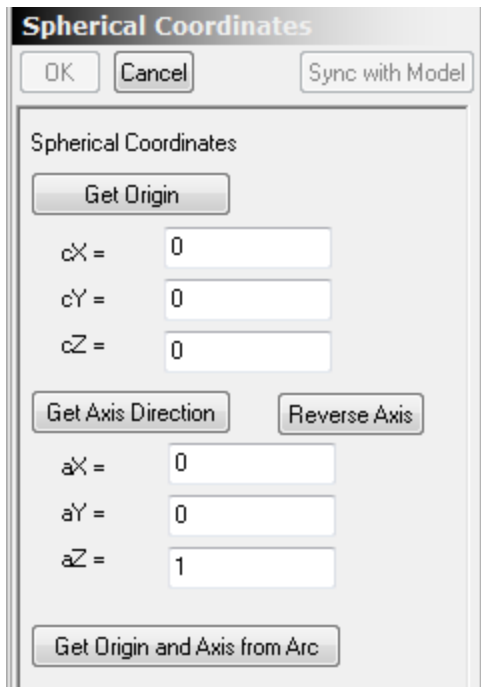 Spherical Coordinates
OK Cancel Sync with Model
Spherical Coordinates
Get Origin
cX = 0
cY = 0
cZ = 0
Get Axis Direction Reverse Axis
aX = 0
aY = 0
aZ = 1
Get Origin and Axis from Arc